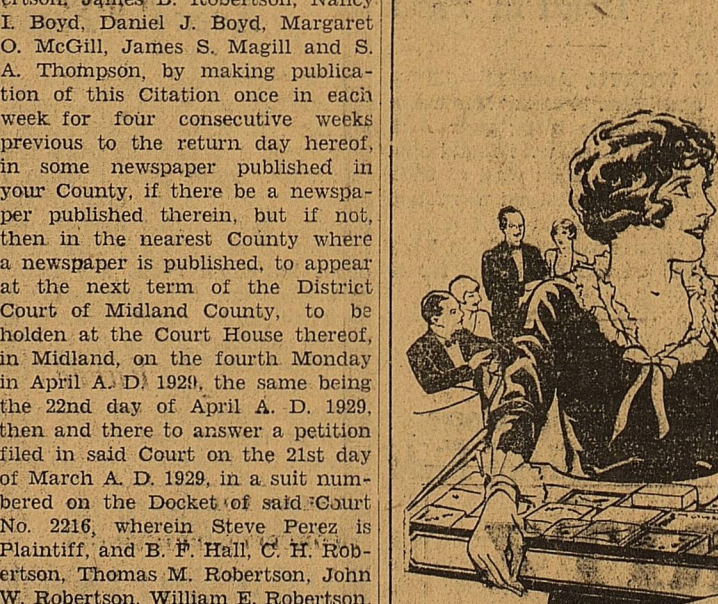 ertson, James B. Robertson, Nancy
I. Boyd, Daniel J. Boyd, Margaret
O. McGill, James S. Magill and S.
A. Thompson, by making publica-
tion of this Citation once in each
week for four consecutive weeks
previous to the return day hereof,
in some newspaper published in
your County, if there be a newspa-
per published therein, but if not,
then in the nearest County where
a newspaper is published, to appear
at the next term of the District
Court of Midland County, to be
holden at the Court House thereof,
in Midland, on the fourth Monday
in April A. D. 1929, the same being
the 22nd day of April A. D. 1929,
then and there to answer a petition
filed in said Court on the 21st day
of March A. D. 1929, in a suit num-
bered on the Docket of said Court
No. 2216, wherein Steve Perez is
Plaintiff, and B. F. Hall, C. H. Rob-
ertson, Thomas M. Robertson, John
W. Robertson, William E. Robertson,